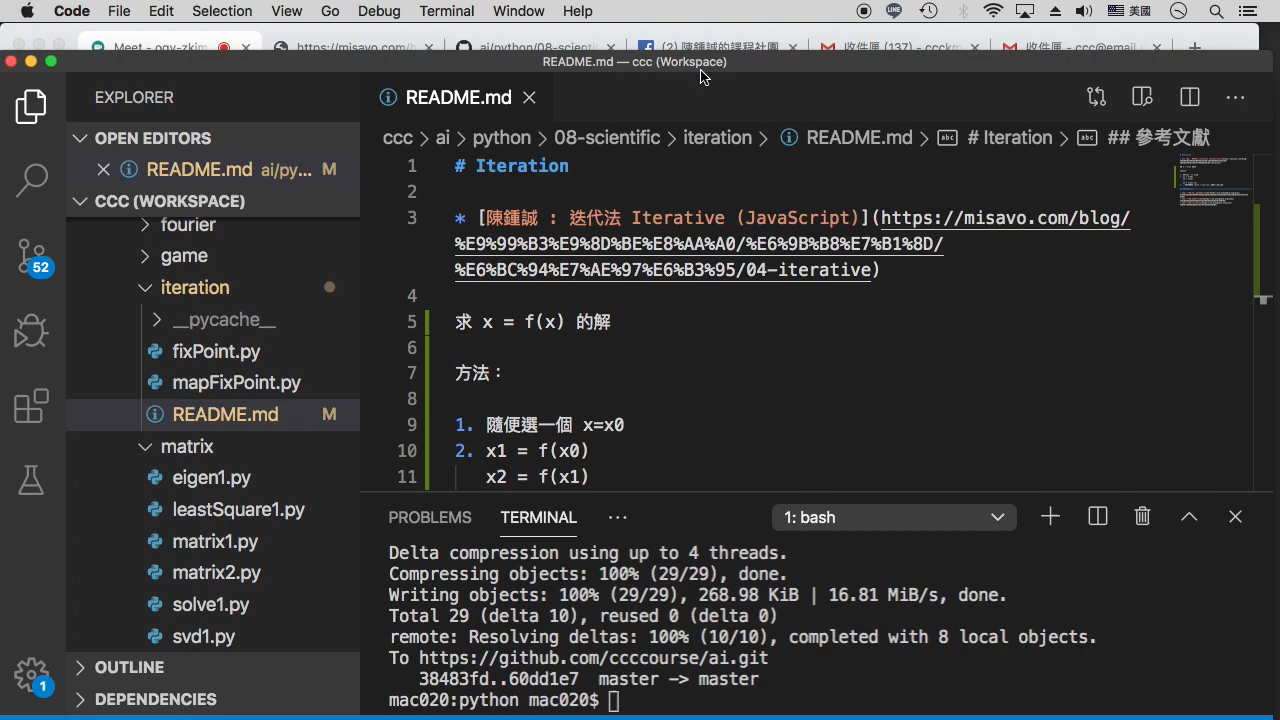 Code File Edit Selection View Go Debug Terminal Window Help 美國
Meet - ogv-zkim https://misavo.com/b ai/python/08-scienti (2) 陳鍾誠的課程社團 收件匣 (137) - ccckm 收件匣 - ccc@email
README.md — ccc (Workspace)
EXPLORER
OPEN EDITORS
README.md ai/py... M
CCC (WORKSPACE)
fourier
game
iteration
__pycache__
fixPoint.py
mapFixPoint.py
README.md M
matrix
eigen1.py
leastSquare1.py
matrix1.py
matrix2.py
solve1.py
svd1.py
OUTLINE
DEPENDENCIES
52
1
README.md
ccc > ai > python > 08-scientific > iteration > README.md > # Iteration > ## 參考文獻
1 # Iteration
2
3 * [陳鍾誠 : 迭代法 Iterative (JavaScript)](https://misavo.com/blog/
%E9%99%B3%E9%8D%BE%E8%AA%A0/%E6%9B%B8%E7%B1%8D/
%E6%BC%94%E7%AE%97%E6%B3%95/04-iterative)
4
5 求 x = f(x) 的解
6
7 方法：
8
9 1. 隨便選一個 x=x0
10 2. x1 = f(x0)
11 x2 = f(x1)
PROBLEMS TERMINAL ··· 1: bash
Delta compression using up to 4 threads.
Compressing objects: 100% (29/29), done.
Writing objects: 100% (29/29), 268.98 KiB | 16.81 MiB/s, done.
Total 29 (delta 10), reused 0 (delta 0)
remote: Resolving deltas: 100% (10/10), completed with 8 local objects.
To https://github.com/ccccourse/ai.git
38483fd..60dd1e7 master -> master
mac020:python mac020$